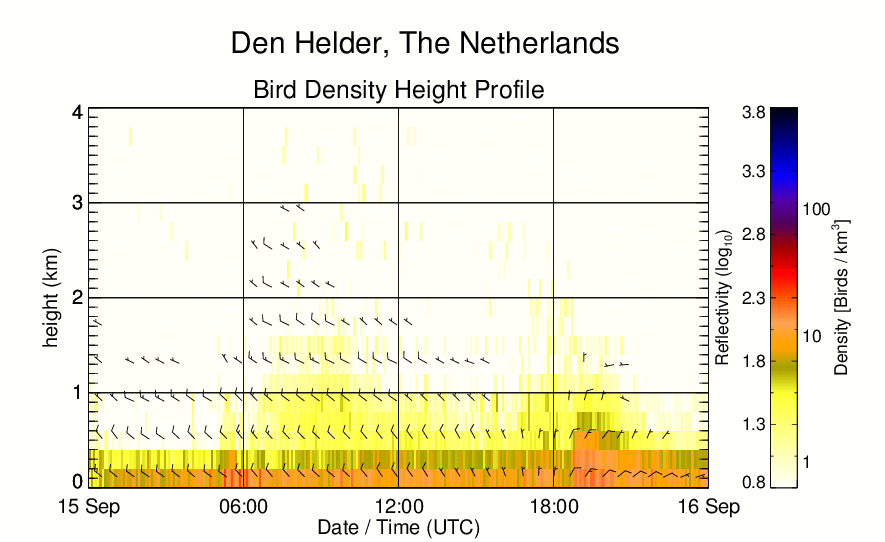 Den Helder, The Netherlands
Bird Density Height Profile
4
3
2
1
0
height (km)
15 Sep
06:00
12:00
18:00
16 Sep
Date / Time (UTC)
3.8
3.3
2.8
2.3
1.8
1.3
0.8
Reflectivity (log10)
100
10
1
Density [Birds / km3]